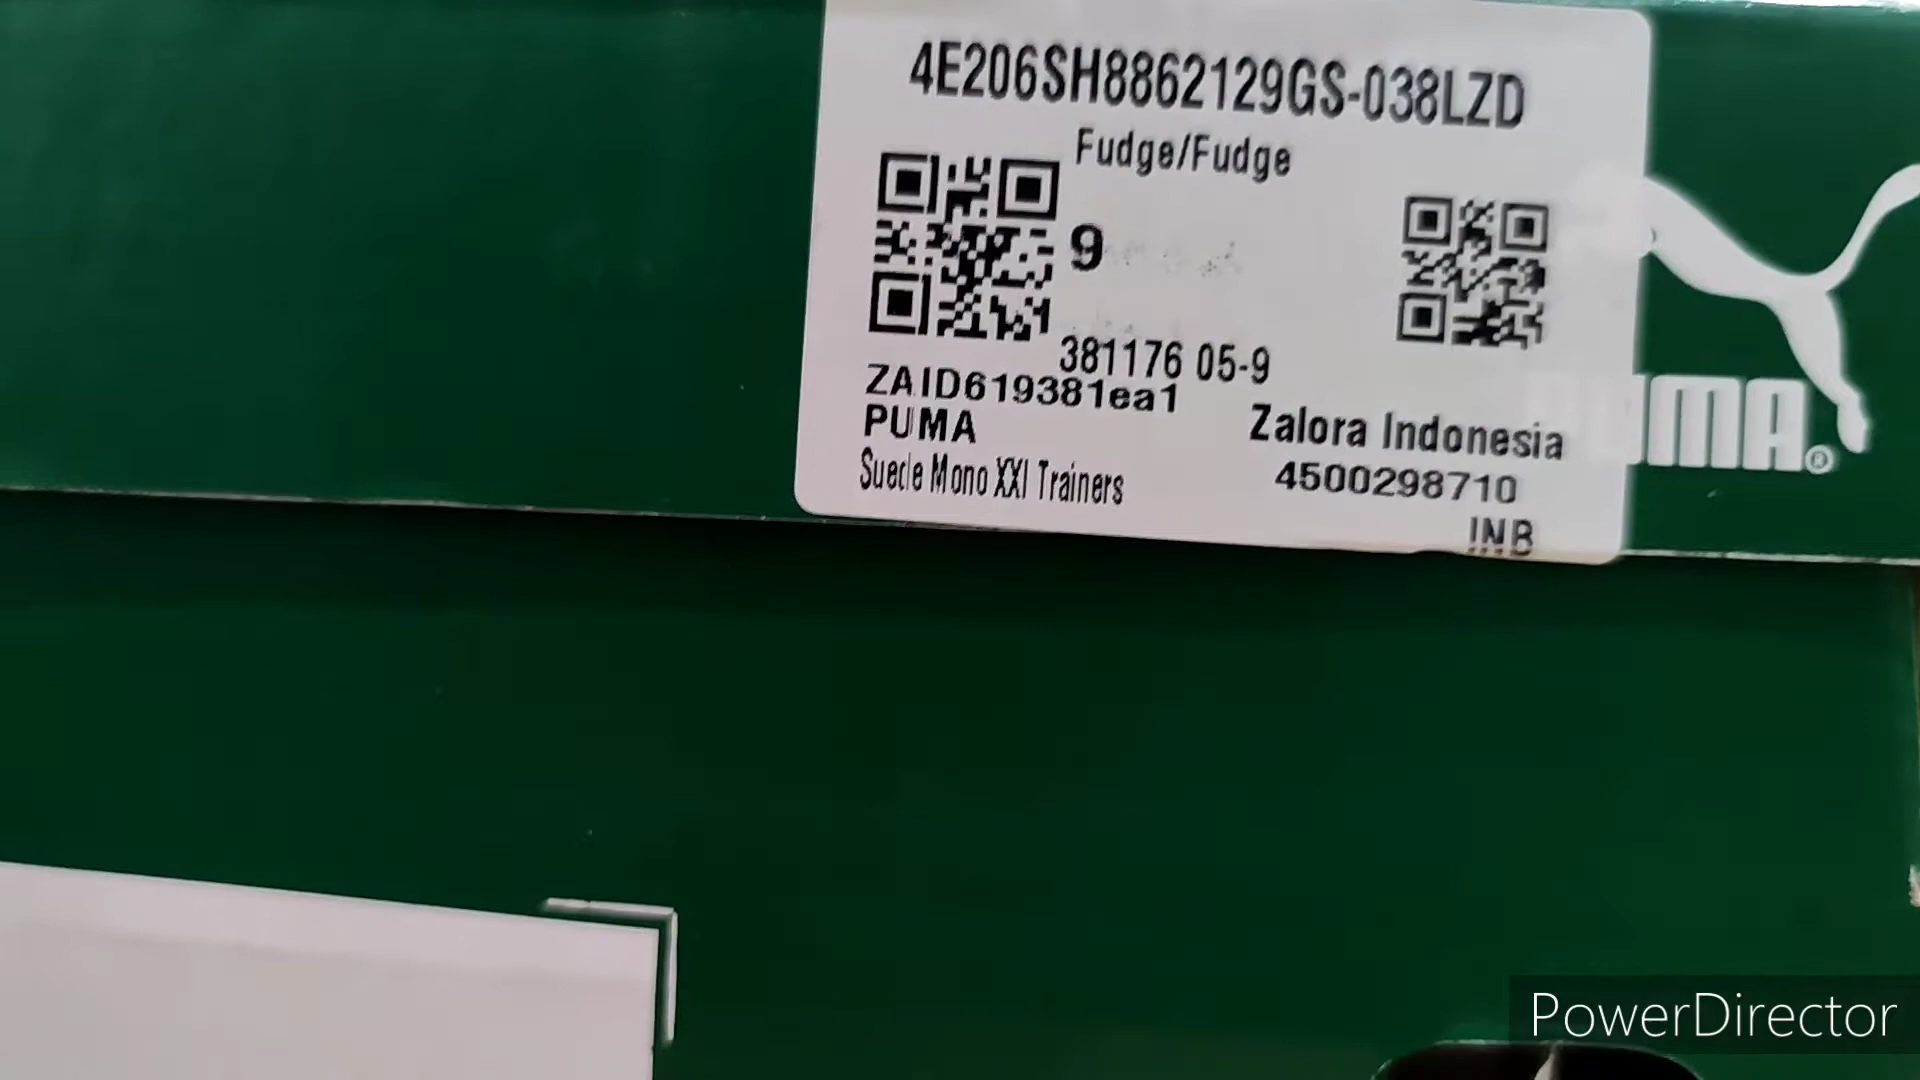 4E206SH8862129GS-038LZD
Fudge/Fudge
9
381176 05-9
ZAID619381ea1
PUMA
Suede Mono XXI Trainers
Zalora Indonesia
4500298710
INB
UMA®
PowerDirector